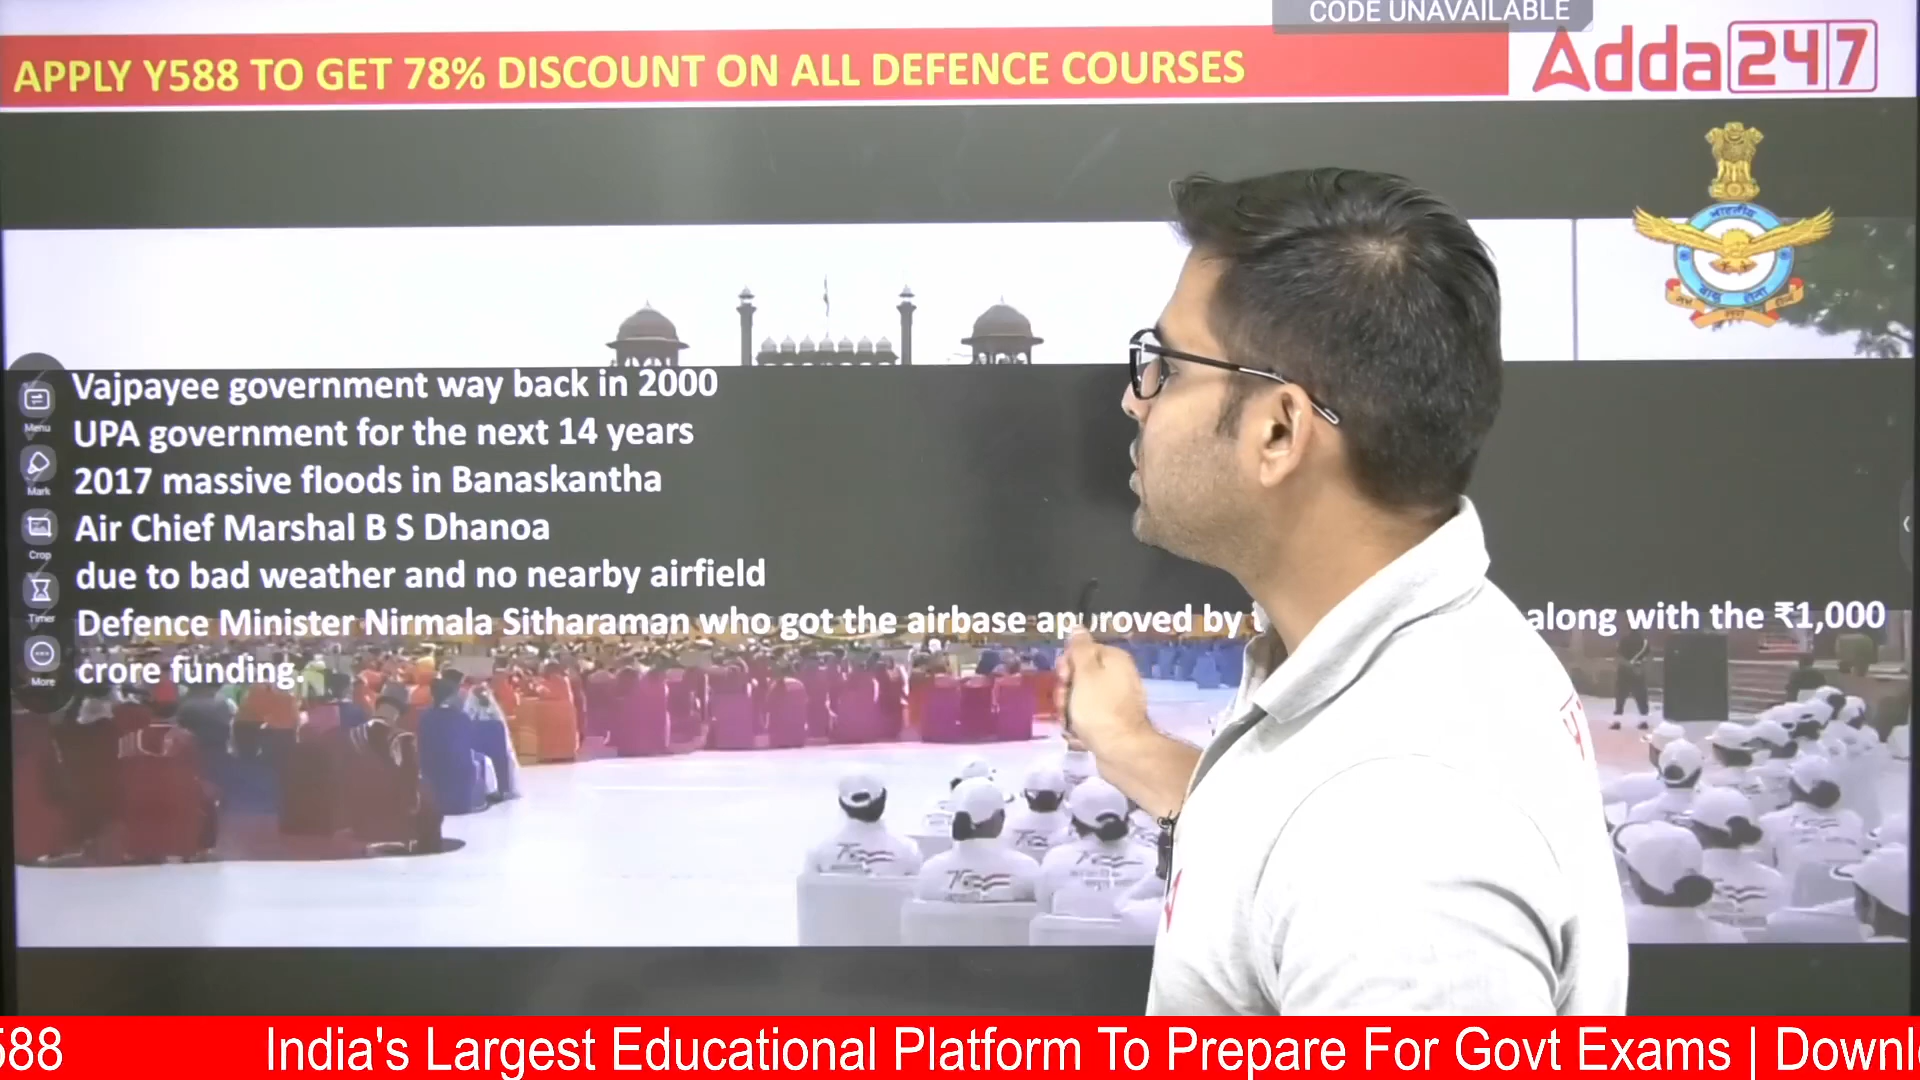 CODE UNAVAILABLE
APPLY Y588 TO GET 78% DISCOUNT ON ALL DEFENCE COURSES
Adda247
भारतीय
वायु सेना
Vajpayee government way back in 2000
Menu
UPA government for the next 14 years
2017 massive floods in Banaskantha
Mark
Air Chief Marshal B S Dhanoa
Crop
due to bad weather and no nearby airfield
Timer
Defence Minister Nirmala Sitharaman who got the airbase approved by along with the ₹1,000
crore funding.
More
588 India's Largest Educational Platform To Prepare For Govt Exams | Downl